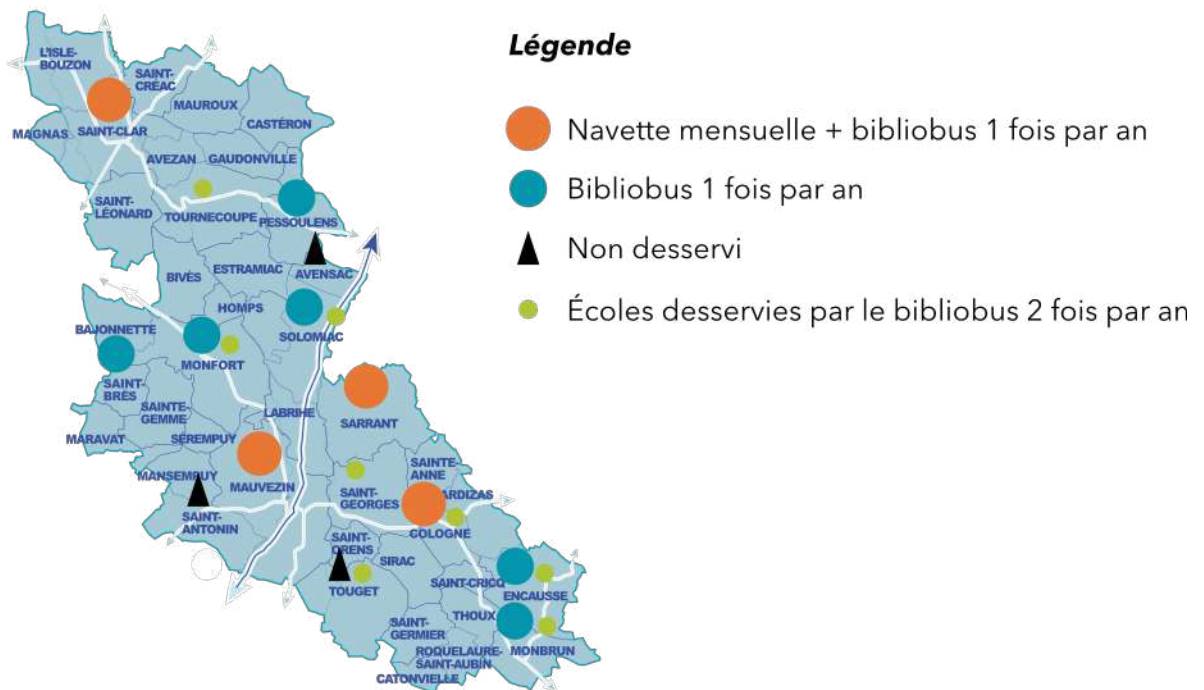 L'ISLE-
BOUZON
SAINT-
CRÉAC
MAUROUX
CASTÉRON
MAGNAS
SAINT-CLAR
AVEZAN
GAUDONVILLE
SAINT-
LÉONARD
TOURNECOUPE
PESSOULENS
BIVÈS
ESTRAMIAC
AVENSAC
HOMPS
BAJONNETTE
SOLOMIAC
MONFORT
SAINT-
BRÈS
SAINTE-
GEMME
LABRIHE
SARRANT
MARAVAT
SÉREMPUY
MANSEMPUY
MAUVEZIN
SAINTE-
ANNE
SAINT-
GEORGES
ARDIZAS
SAINT-
ANTONIN
COLOGNE
SAINT-
ORENS
SIRAC
TOUGET
SAINT-CRICQ
ENCAUSSE
THOUX
SAINT-
GERMIER
ROQUELAURE-
SAINT-AUBIN
MONBRUN
CATONVIELLE
Légende
Navette mensuelle + bibliobus 1 fois par an
Bibliobus 1 fois par an
Non desservi
Écoles desservies par le bibliobus 2 fois par an